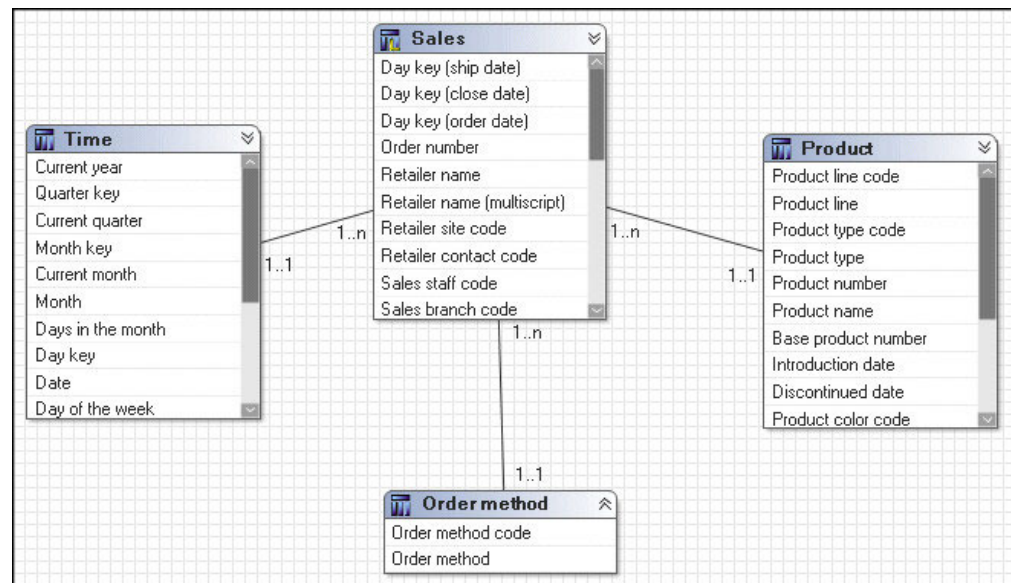 Sales
Day key (ship date)
Day key (close date)
Day key (order date)
Order number
Retailer name
Retailer name (multiscript)
Retailer site code
Retailer contact code
Sales staff code
Sales branch code
Time
Current year
Quarter key
Current quarter
Month key
Current month
Month
Days in the month
Day key
Date
Day of the week
Product
Product line code
Product line
Product type code
Product type
Product number
Product name
Base product number
Introduction date
Discontinued date
Product color code
1..n
1..1
1..n
1..1
1..n
1..1
Order method
Order method code
Order method